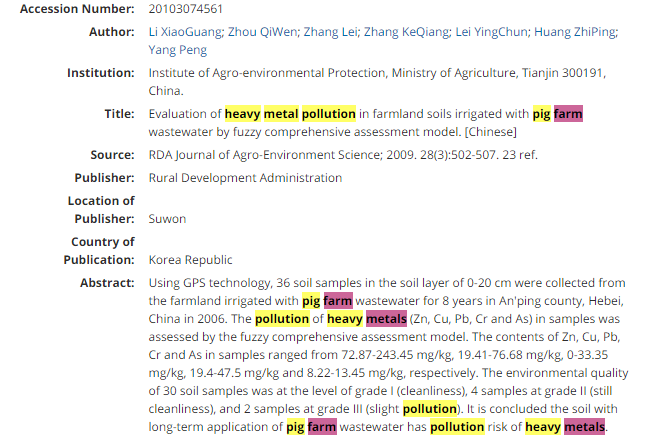 Accession Number: 20103074561
Author: Li XiaoGuang; Zhou QiWen; Zhang Lei; Zhang KeQiang; Lei YingChun; Huang ZhiPing;
Yang Peng
Institution: Institute of Agro-environmental Protection, Ministry of Agriculture, Tianjin 300191,
China.
Title: Evaluation of heavy metal pollution in farmland soils irrigated with pig farm
wastewater by fuzzy comprehensive assessment model. [Chinese]
Source: RDA Journal of Agro-Environment Science; 2009. 28(3):502-507. 23 ref.
Publisher: Rural Development Administration
Location of
Publisher: Suwon
Country of
Publication: Korea Republic
Abstract: Using GPS technology, 36 soil samples in the soil layer of 0-20 cm were collected from
the farmland irrigated with pig farm wastewater for 8 years in An'ping county, Hebei,
China in 2006. The pollution of heavy metals (Zn, Cu, Pb, Cr and As) in samples was
assessed by the fuzzy comprehensive assessment model. The contents of Zn, Cu, Pb,
Cr and As in samples ranged from 72.87-243.45 mg/kg, 19.41-76.68 mg/kg, 0-33.35
mg/kg, 19.4-47.5 mg/kg and 8.22-13.45 mg/kg, respectively. The environmental quality
of 30 soil samples was at the level of grade I (cleanliness), 4 samples at grade II (still
cleanliness), and 2 samples at grade III (slight pollution). It is concluded the soil with
long-term application of pig farm wastewater has pollution risk of heavy metals.